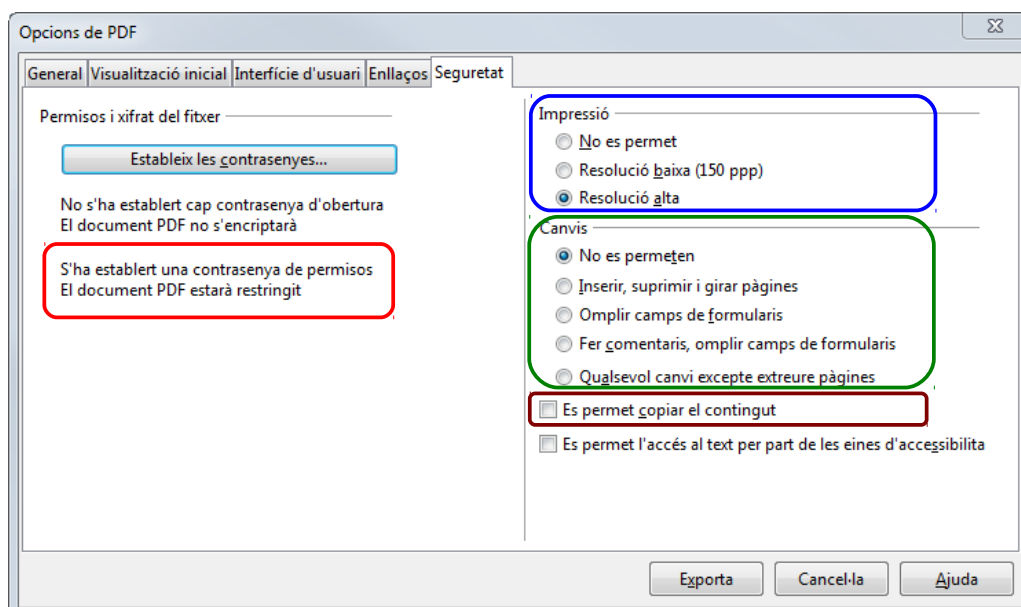 Opcions de PDF
General Visualització inicial Interfície d'usuari Enllaços Seguretat
Permisos i xifrat del fitxer
Estableix les contrasenyes...
No s'ha establert cap contrasenya d'obertura
El document PDF no s'encriptarà
S'ha establert una contrasenya de permisos
El document PDF estarà restringit
Impressió
No es permet
Resolució baixa (150 ppp)
Resolució alta
Canvis
No es permeten
Inserir, suprimir i girar pàgines
Omplir camps de formularis
Fer comentaris, omplir camps de formularis
Qualsevol canvi excepte extreure pàgines
Es permet copiar el contingut
Es permet l'accés al text per part de les eines d'accessibilita
Exporta Cancel·la Ajuda